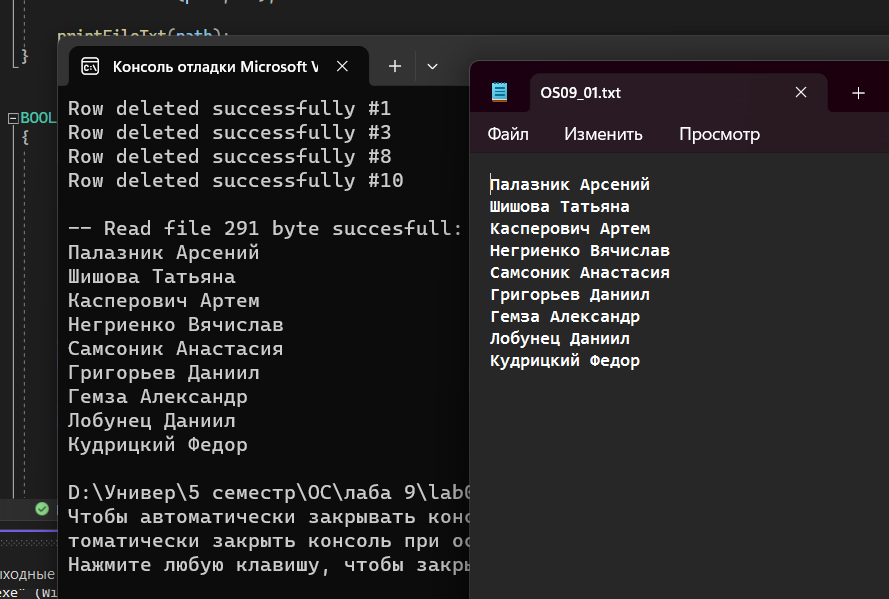 printFileTxt(path);
}
BOOL
{
Консоль отладки Microsoft V
Row deleted successfully #1
Row deleted successfully #3
Row deleted successfully #8
Row deleted successfully #10
-- Read file 291 byte succesfull:
Палазник Арсений
Шишова Татьяна
Касперович Артем
Негриенко Вячислав
Самсоник Анастасия
Григорьев Даниил
Гемза Александр
Лобунец Даниил
Кудрицкий Федор
D:\Универ\5 семестр\ОС\лаба 9\lab0
Чтобы автоматически закрывать конс
томатически закрыть консоль при ос
Нажмите любую клавишу, чтобы закры
ыходные
exe" (Wi
OS09_01.txt
Файл Изменить Просмотр
Палазник Арсений
Шишова Татьяна
Касперович Артем
Негриенко Вячислав
Самсоник Анастасия
Григорьев Даниил
Гемза Александр
Лобунец Даниил
Кудрицкий Федор